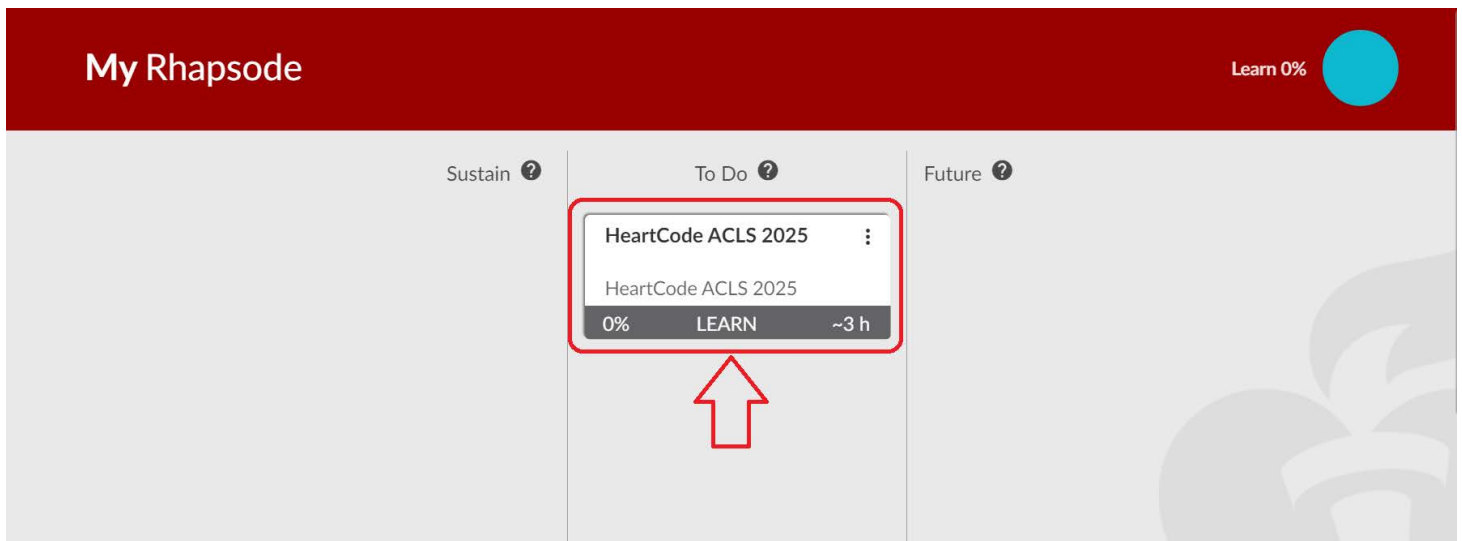 My Rhapsode
Learn 0%
Sustain ?
To Do ?
Future ?
HeartCode ACLS 2025
HeartCode ACLS 2025
0% LEARN ~3 h